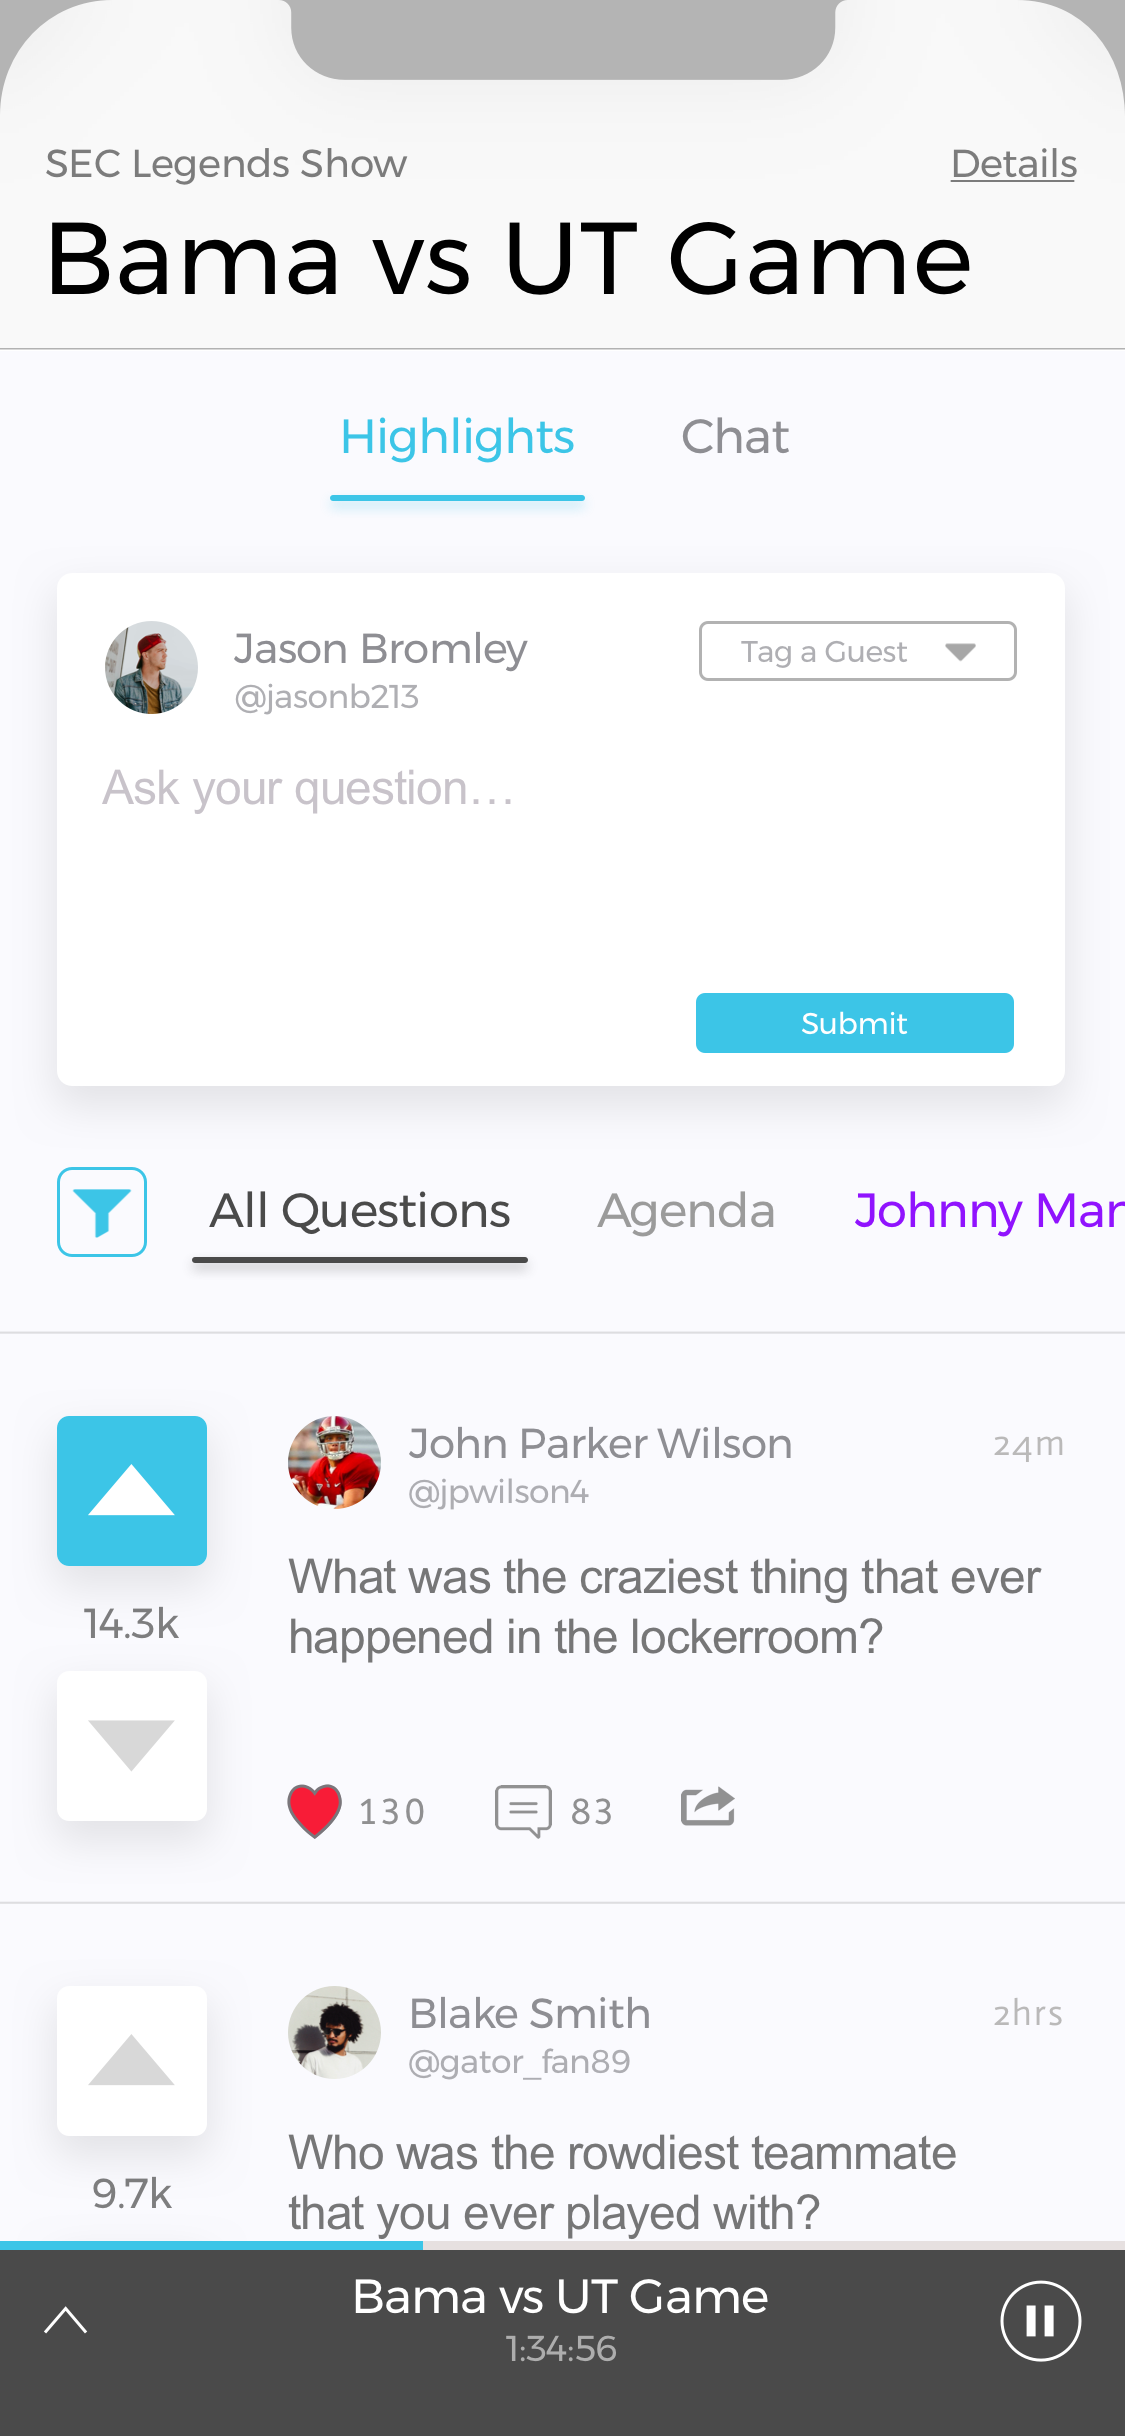 SEC Legends Show
Details
Bama vs UT Game
Highlights
Chat
Jason Bromley
@jasonb213
Tag a Guest
Ask your question...
Submit
All Questions
Agenda
Johnny
John Parker Wilson
@jpwilson4
24m
What was the craziest thing that ever
happened in the lockerroom?
14.3k
130
83
Blake Smith
@gator_fan89
2hrs
Who was the rowdiest teammate
that you ever played with?
9.7k
Bama vs UT Game
1:34:56